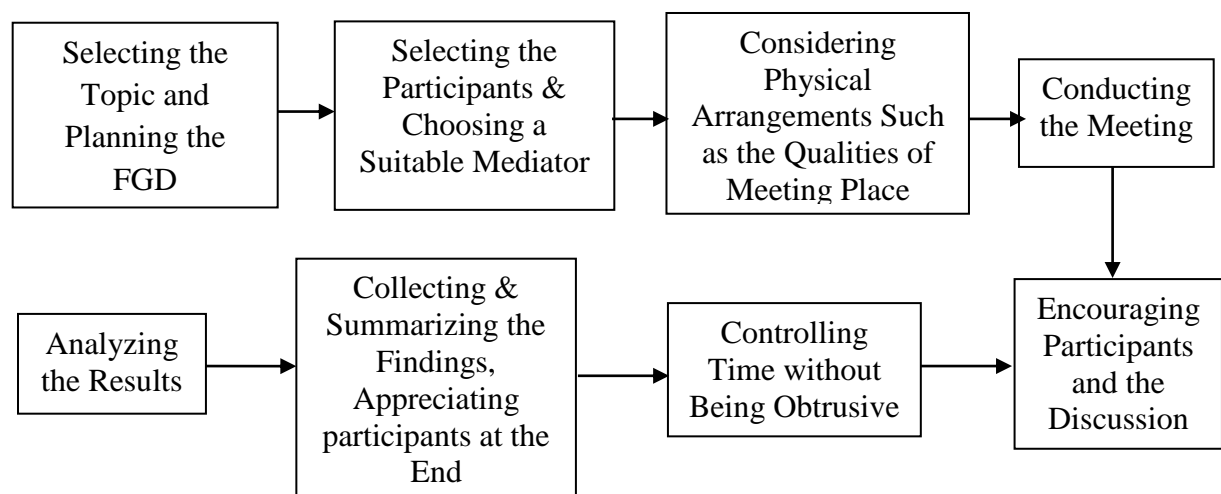 Selecting the
Topic and
Planning the
FGD
Selecting the
Participants &
Choosing a
Suitable Mediator
Considering
Physical
Arrangements Such
as the Qualities of
Meeting Place
Conducting
the Meeting
Analyzing
the Results
Collecting &
Summarizing the
Findings,
Appreciating
participants at the
End
Controlling
Time without
Being Obtrusive
Encouraging
Participants
and the
Discussion